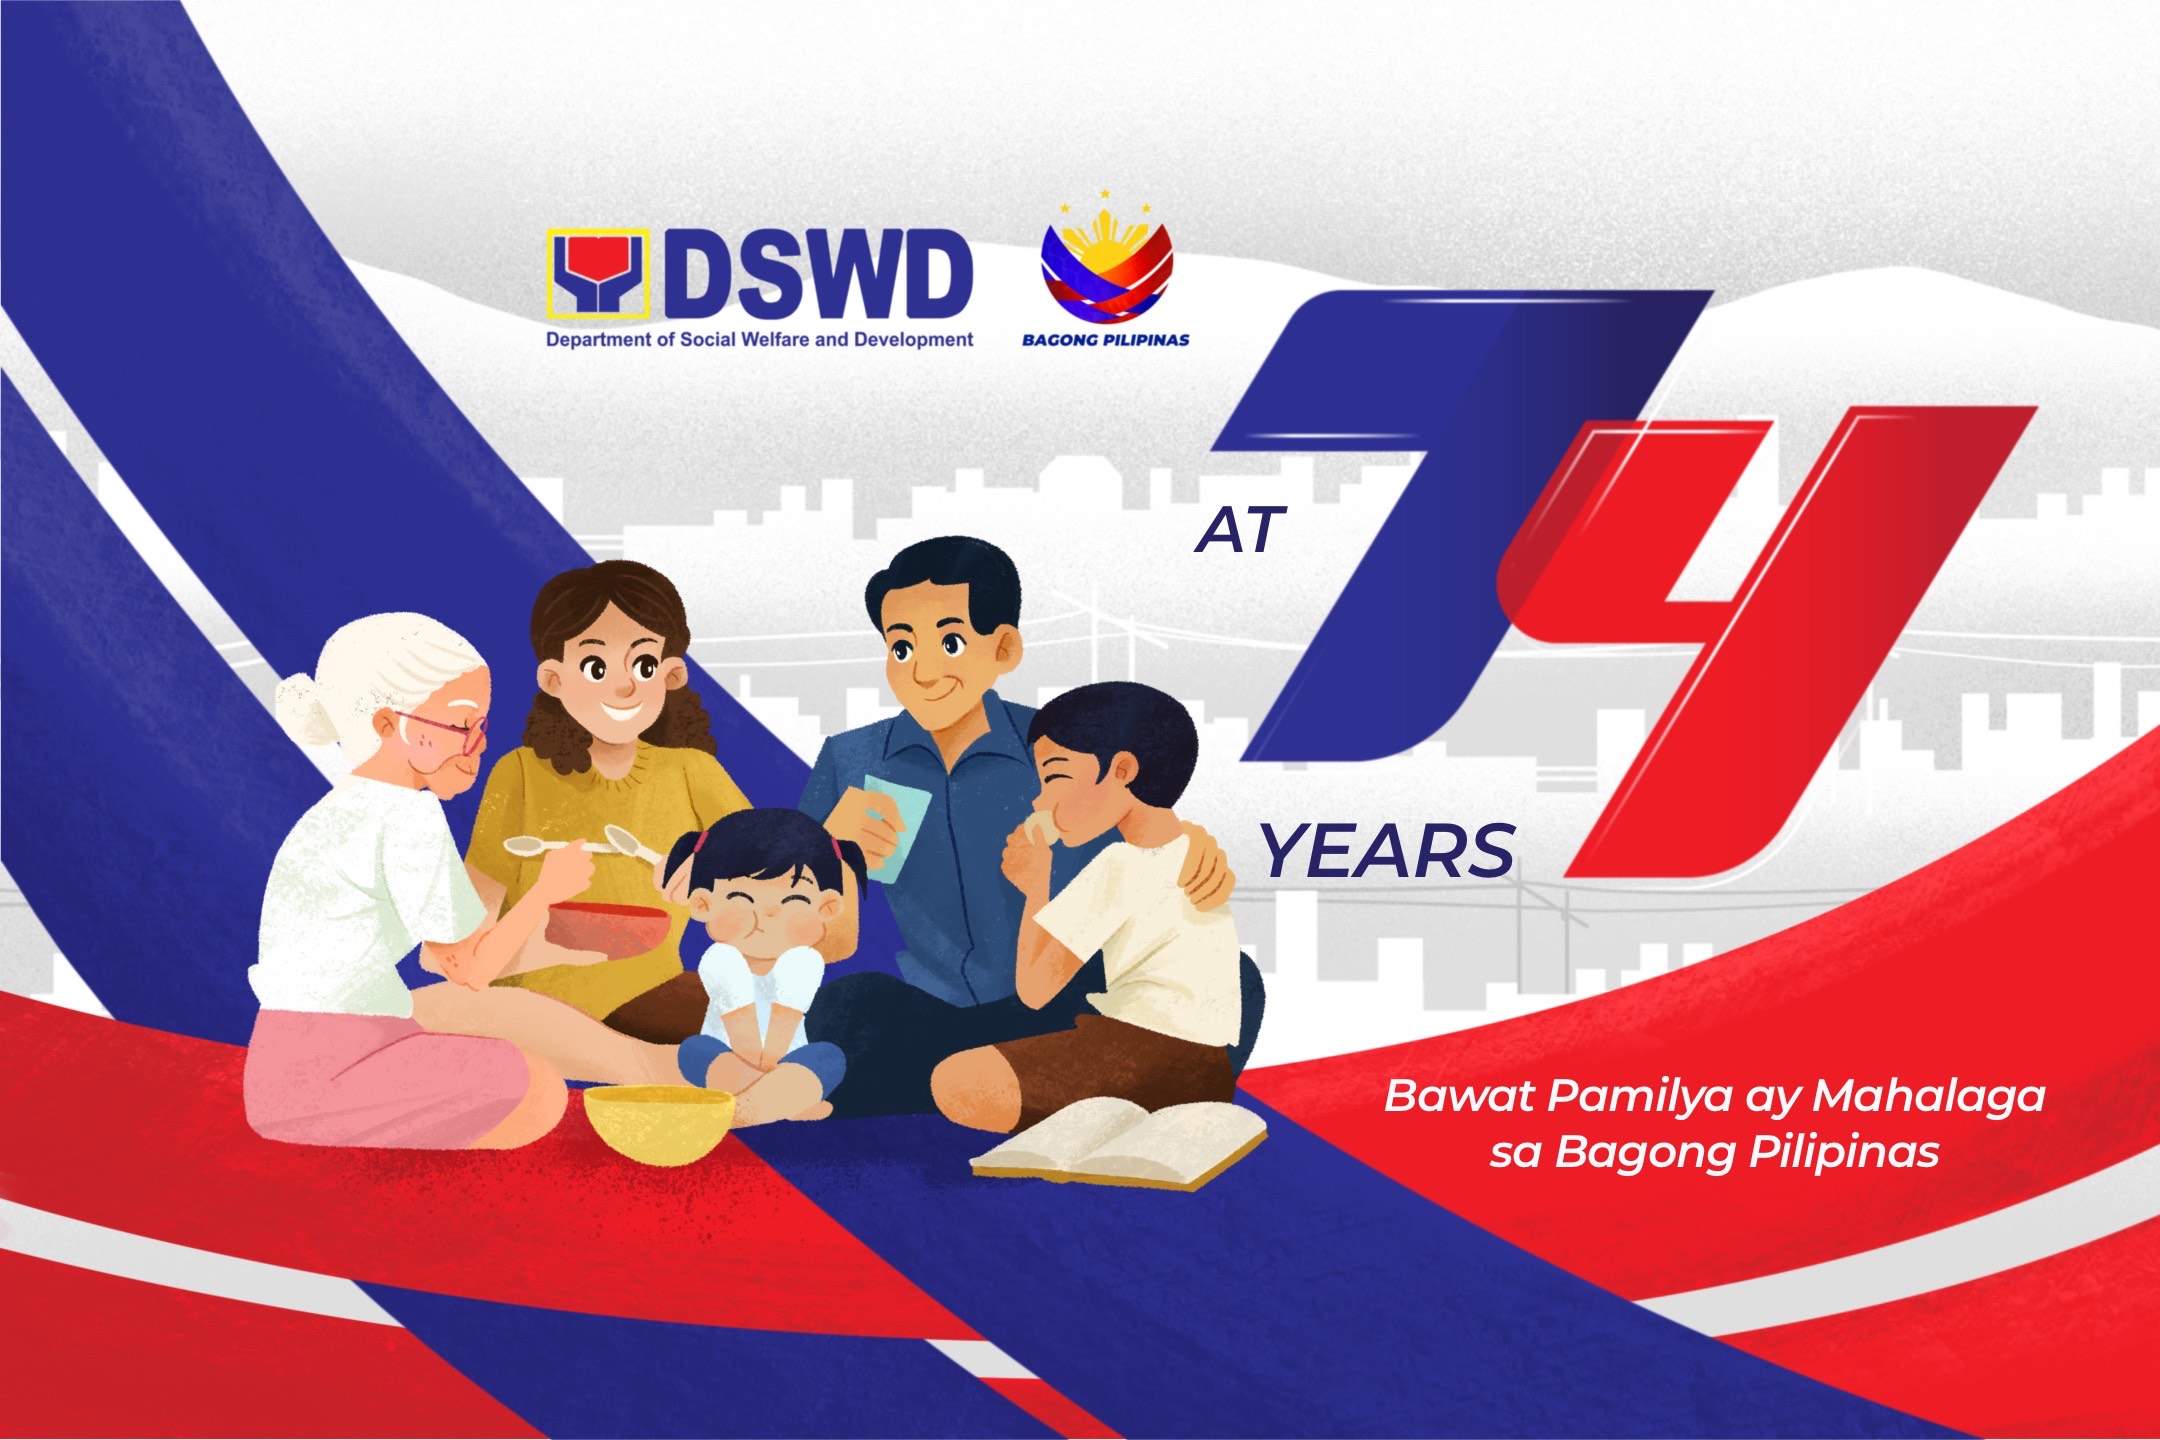 DSWD
Department of Social Welfare and Development
BAGONG PILIPINAS
AT
74
YEARS
Bawat Pamilya ay Mahalaga
sa Bagong Pilipinas